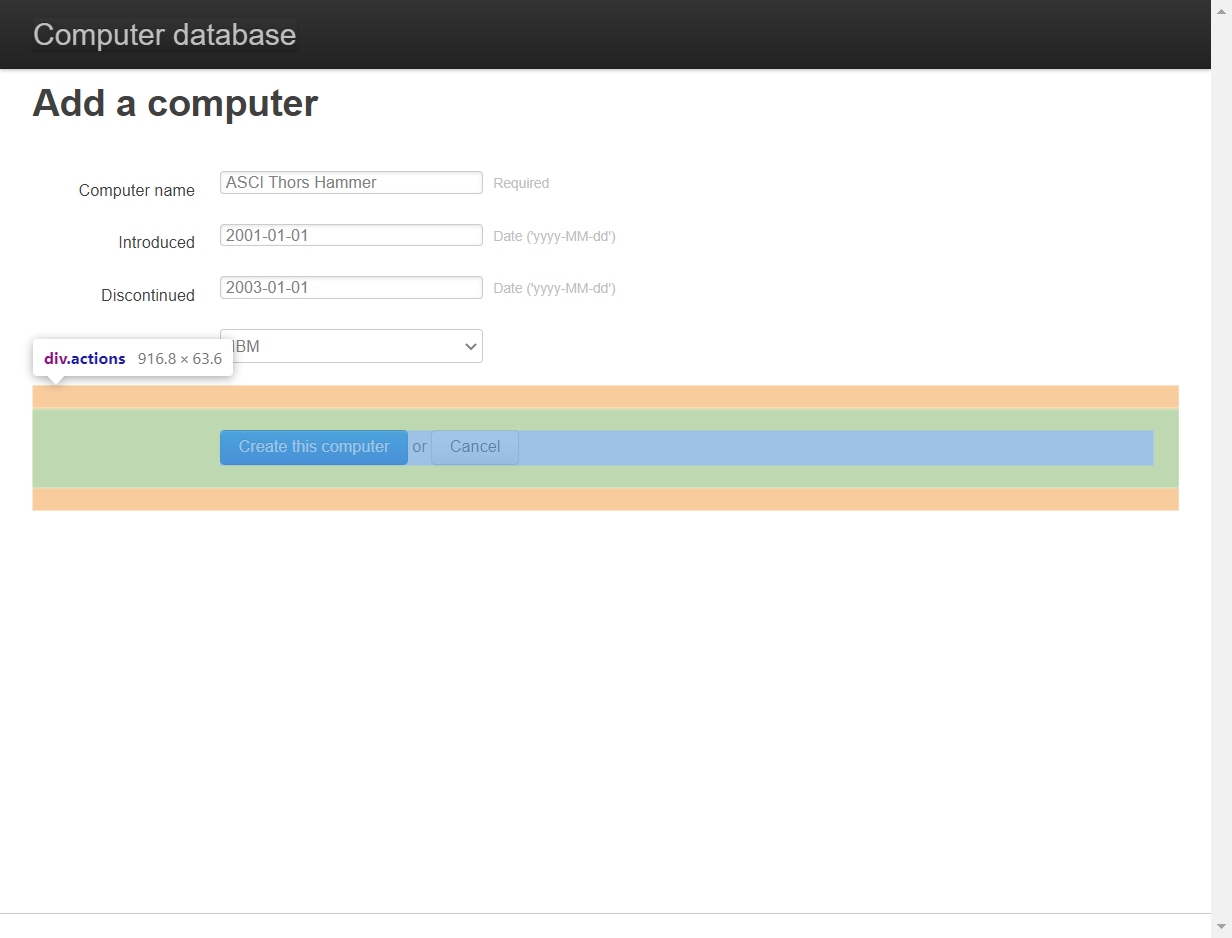 Computer database
Add a computer
Computer name ASCI Thors Hammer Required
Introduced 2001-01-01 Date ('yyyy-MM-dd')
Discontinued 2003-01-01 Date ('yyyy-MM-dd')
IBM
div.actions 916.8 × 63.6
Create this computer or Cancel